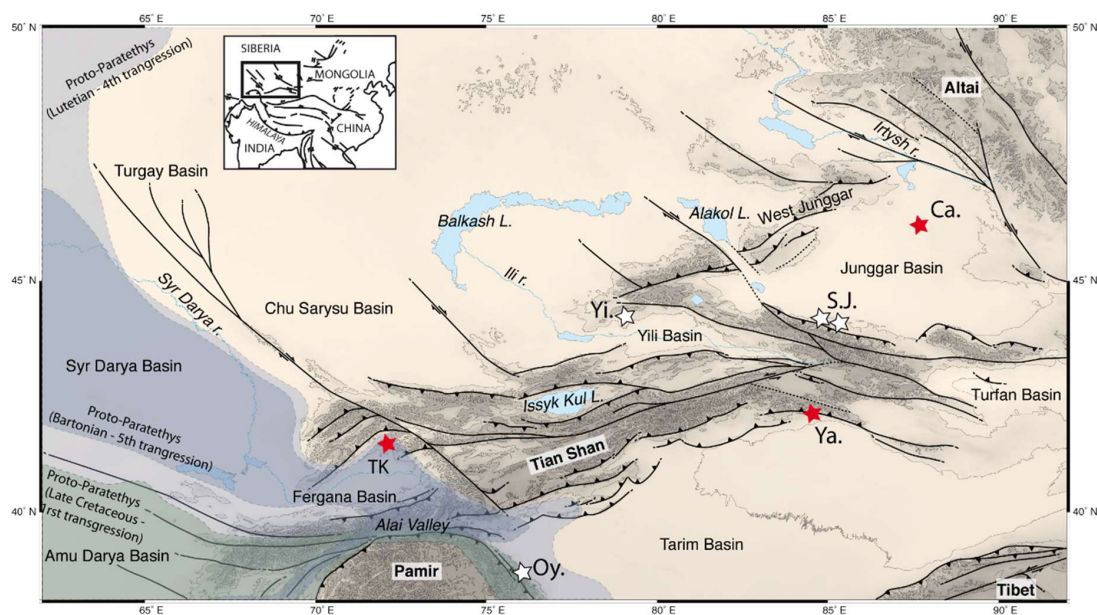 65° E
70° E
75° E
80° E
85° E
90° E
50° N
50° N
Proto-Paratethys
(Lutetian - 4th trangression)
SIBERIA
MONGOLIA
HIMALAYA
CHINA
INDIA
Altai
Irtysh r.
Turgay Basin
West Junggar
Balkash L.
Alakol L.
Ca.
Junggar Basin
45° N
45° N
Ili r.
Syr Darya r.
Chu Sarysu Basin
S.J.
Yi.
Yili Basin
Syr Darya Basin
Issyk Kul L.
Turfan Basin
Proto-Paratethys
(Bartonian - 5th trangression)
Ya.
Tian Shan
TK
Fergana Basin
Proto-Paratethys
(Late Cretaceous -
1rst transgression)
40° N
40° N
Alai Valley
Tarim Basin
Amu Darya Basin
Pamir
Oy.
Tibet
65° E
70° E
75° E
80° E
85° E
90° E